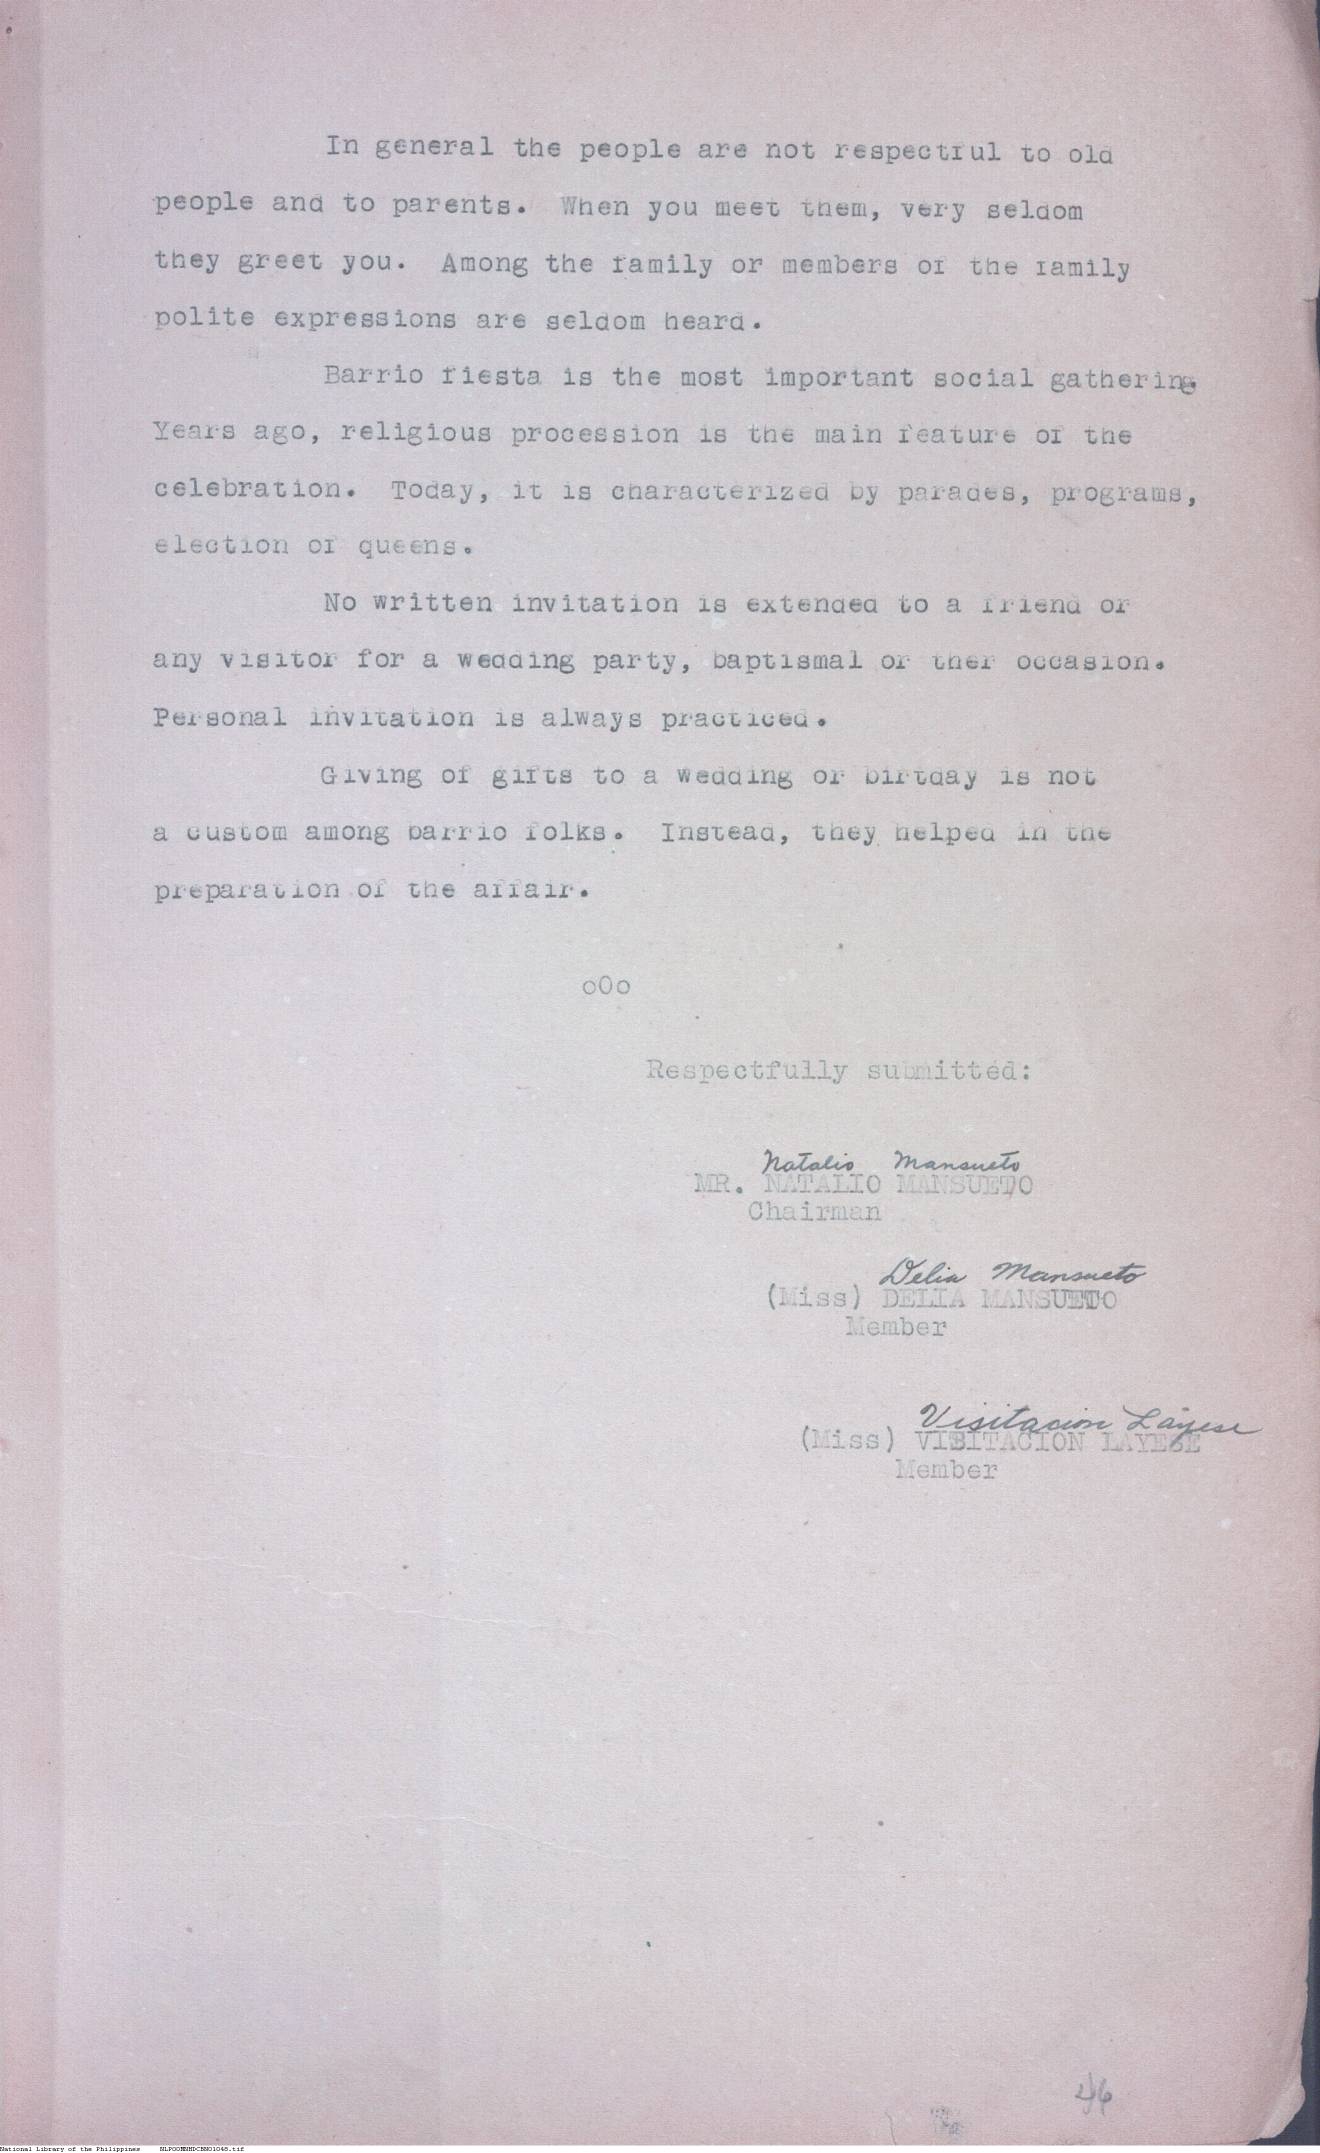 In general the people are not respectful to old
people and to parents. When you meet them, very seldom
they greet you. Among the family or members of the family
polite expressions are seldom heard.
Barrio fiesta is the most important social gathering.
Years ago, religious procession is the main feature of the
celebration. Today, it is characterized by parades, programs,
election of queens.
No written invitation is extended to a friend or
any visitor for a wedding party, baptismal or ther occasion.
Personal invitation is always practiced.
Giving of gifts to a wedding or birtday is not
a custom among barrio folks. Instead, they helped in the
preparation of the affair.
oOo
Respectfully submitted:
Natalio Mansueto
MR. NATALIO MANSUETO
Chairman
Delia Mansueto
(Miss) DELIA MANSUETO
Member
Visitacion Layese
(Miss) VISITACION LAYESE
Member
National Library of the Philippines